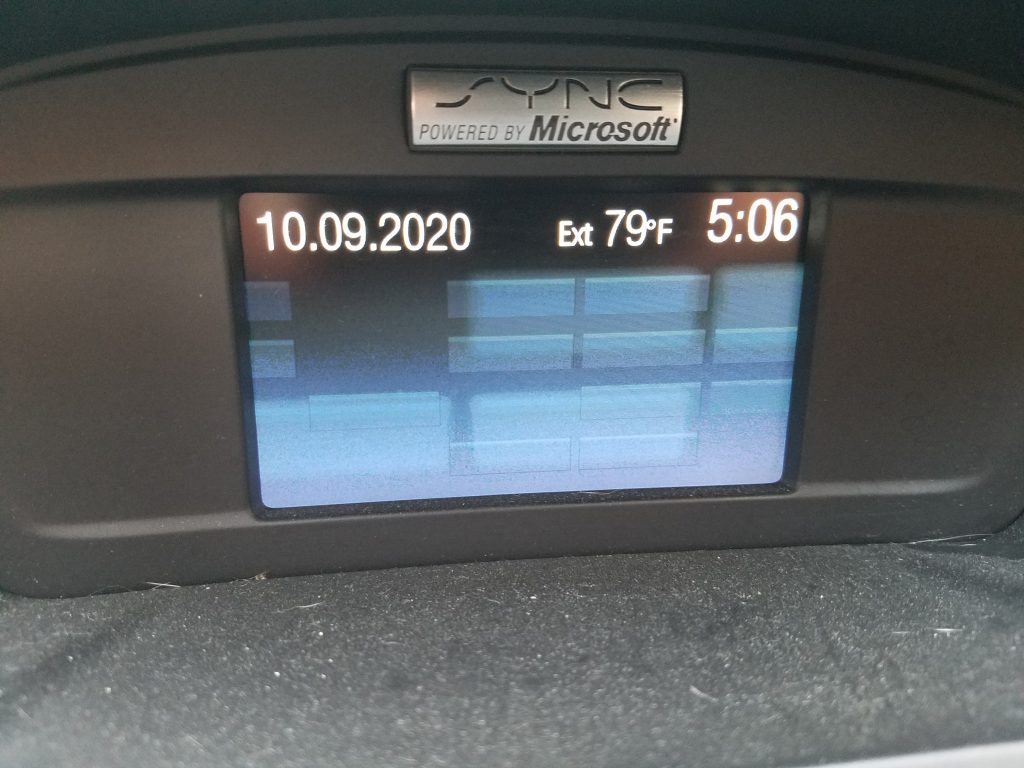 SYNC
POWERED BY Microsoft
10.09.2020 Ext 79°F 5:06